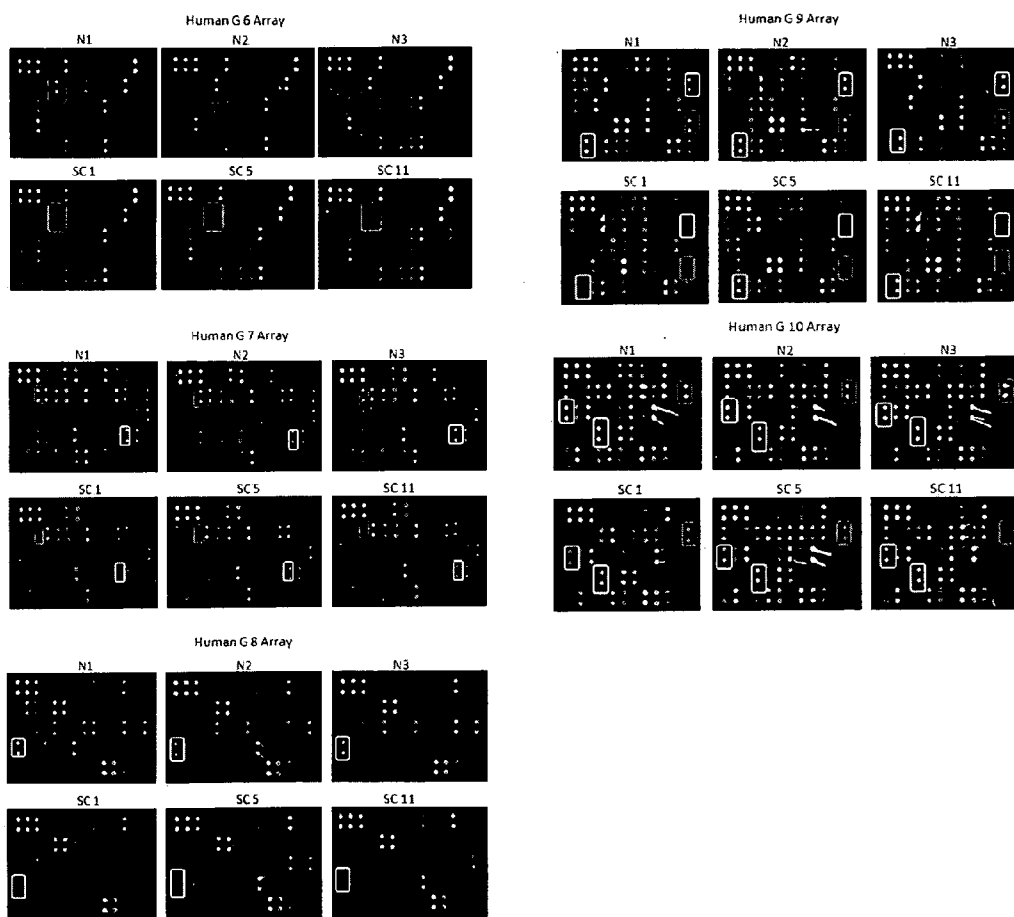 Human G 6 Array
N1 N2 N3
SC 1 SC 5 SC 11
Human G 7 Array
N1 N2 N3
SC 1 SC 5 SC 11
Human G 8 Array
N1 N2 N3
SC 1 SC 5 SC 11
Human G 9 Array
N1 N2 N3
SC 1 SC 5 SC 11
Human G 10 Array
N1 N2 N3
SC 1 SC 5 SC 11